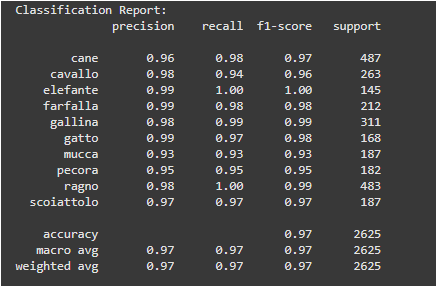 Classification Report:
precision recall f1-score support
cane 0.96 0.98 0.97 487
cavallo 0.98 0.94 0.96 263
elefante 0.99 1.00 1.00 145
farfalla 0.99 0.98 0.98 212
gallina 0.98 0.99 0.99 311
gatto 0.99 0.97 0.98 168
mucca 0.93 0.93 0.93 187
pecora 0.95 0.95 0.95 182
ragno 0.98 1.00 0.99 483
scoiattolo 0.97 0.97 0.97 187
accuracy 0.97 2625
macro avg 0.97 0.97 0.97 2625
weighted avg 0.97 0.97 0.97 2625